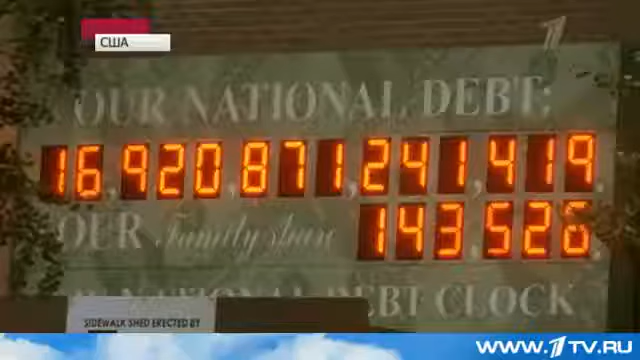 США
OUR NATIONAL DEBT:
16,920,871,241,419
OUR Family share 143,526
NATIONAL DEBT CLOCK
SIDEWALK SHED ERECTED BY
WWW.1TV.RU